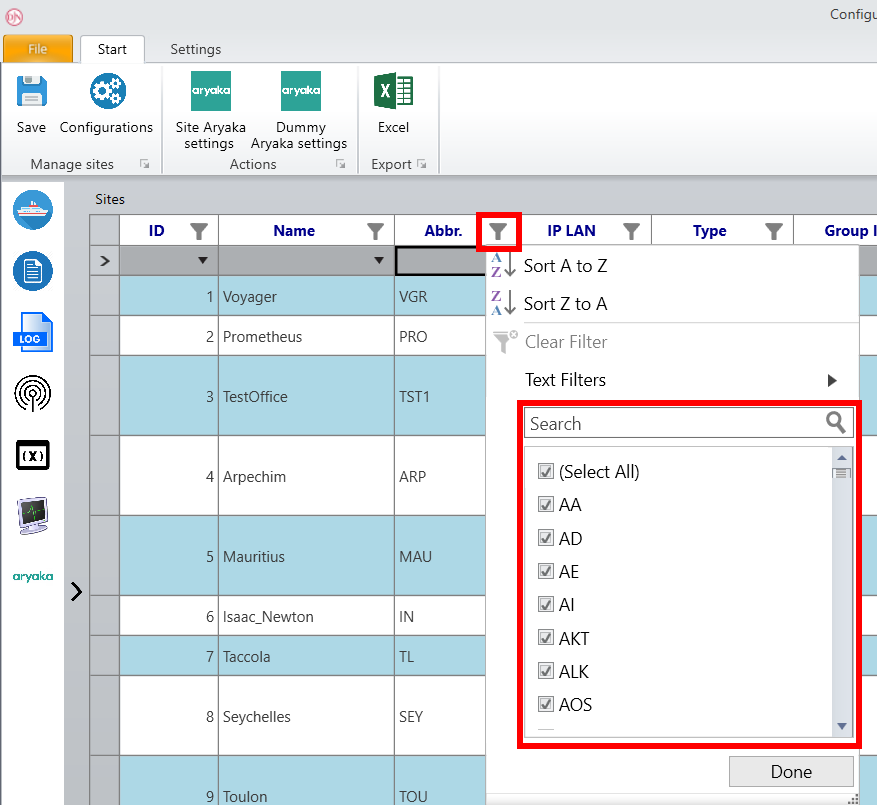 Configu
File Start Settings
aryaka aryaka X
Save Configurations Site Aryaka settings Dummy Aryaka settings Excel
Manage sites Actions Export
Sites
ID Name Abbr. IP LAN Type Group I
1 Voyager VGR
2 Prometheus PRO
3 TestOffice TST1
4 Arpechim ARP
5 Mauritius MAU
6 Isaac_Newton IN
7 Taccola TL
8 Seychelles SEY
9 Toulon TOU
LOG
(X)
aryaka
A Z Sort A to Z
Z A Sort Z to A
Clear Filter
Text Filters
Search
(Select All)
AA
AD
AE
AI
AKT
ALK
AOS
Done